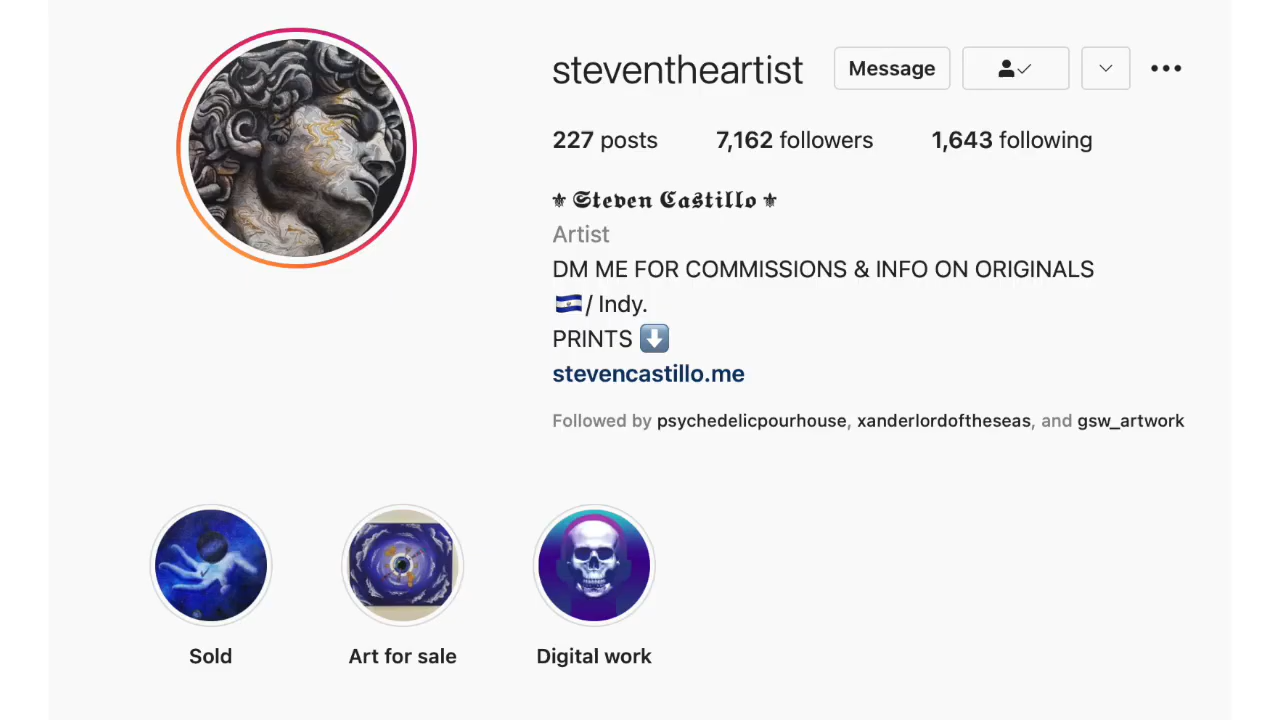 steventheartist Message
227 posts 7,162 followers 1,643 following
⚜ 𝕾𝖙𝖊𝖛𝖊𝖓 𝕮𝖆𝖘𝖙𝖎𝖑𝖑𝖔 ⚜
Artist
DM ME FOR COMMISSIONS & INFO ON ORIGINALS
🇸🇻/ Indy.
PRINTS ⬇️
stevencastillo.me
Followed by psychedelicpourhouse, xanderlordoftheseas, and gsw_artwork
Sold Art for sale Digital work